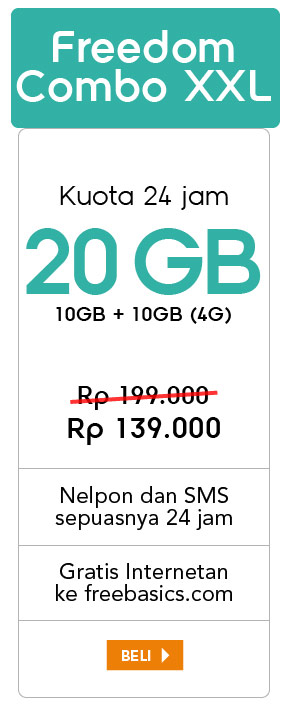 Freedom
Combo XXL
Kuota 24 jam
20 GB
10GB + 10GB (4G)
Rp 199.000
Rp 139.000
Nelpon dan SMS
sepuasnya 24 jam
Gratis Internetan
ke freebasics.com
BELI